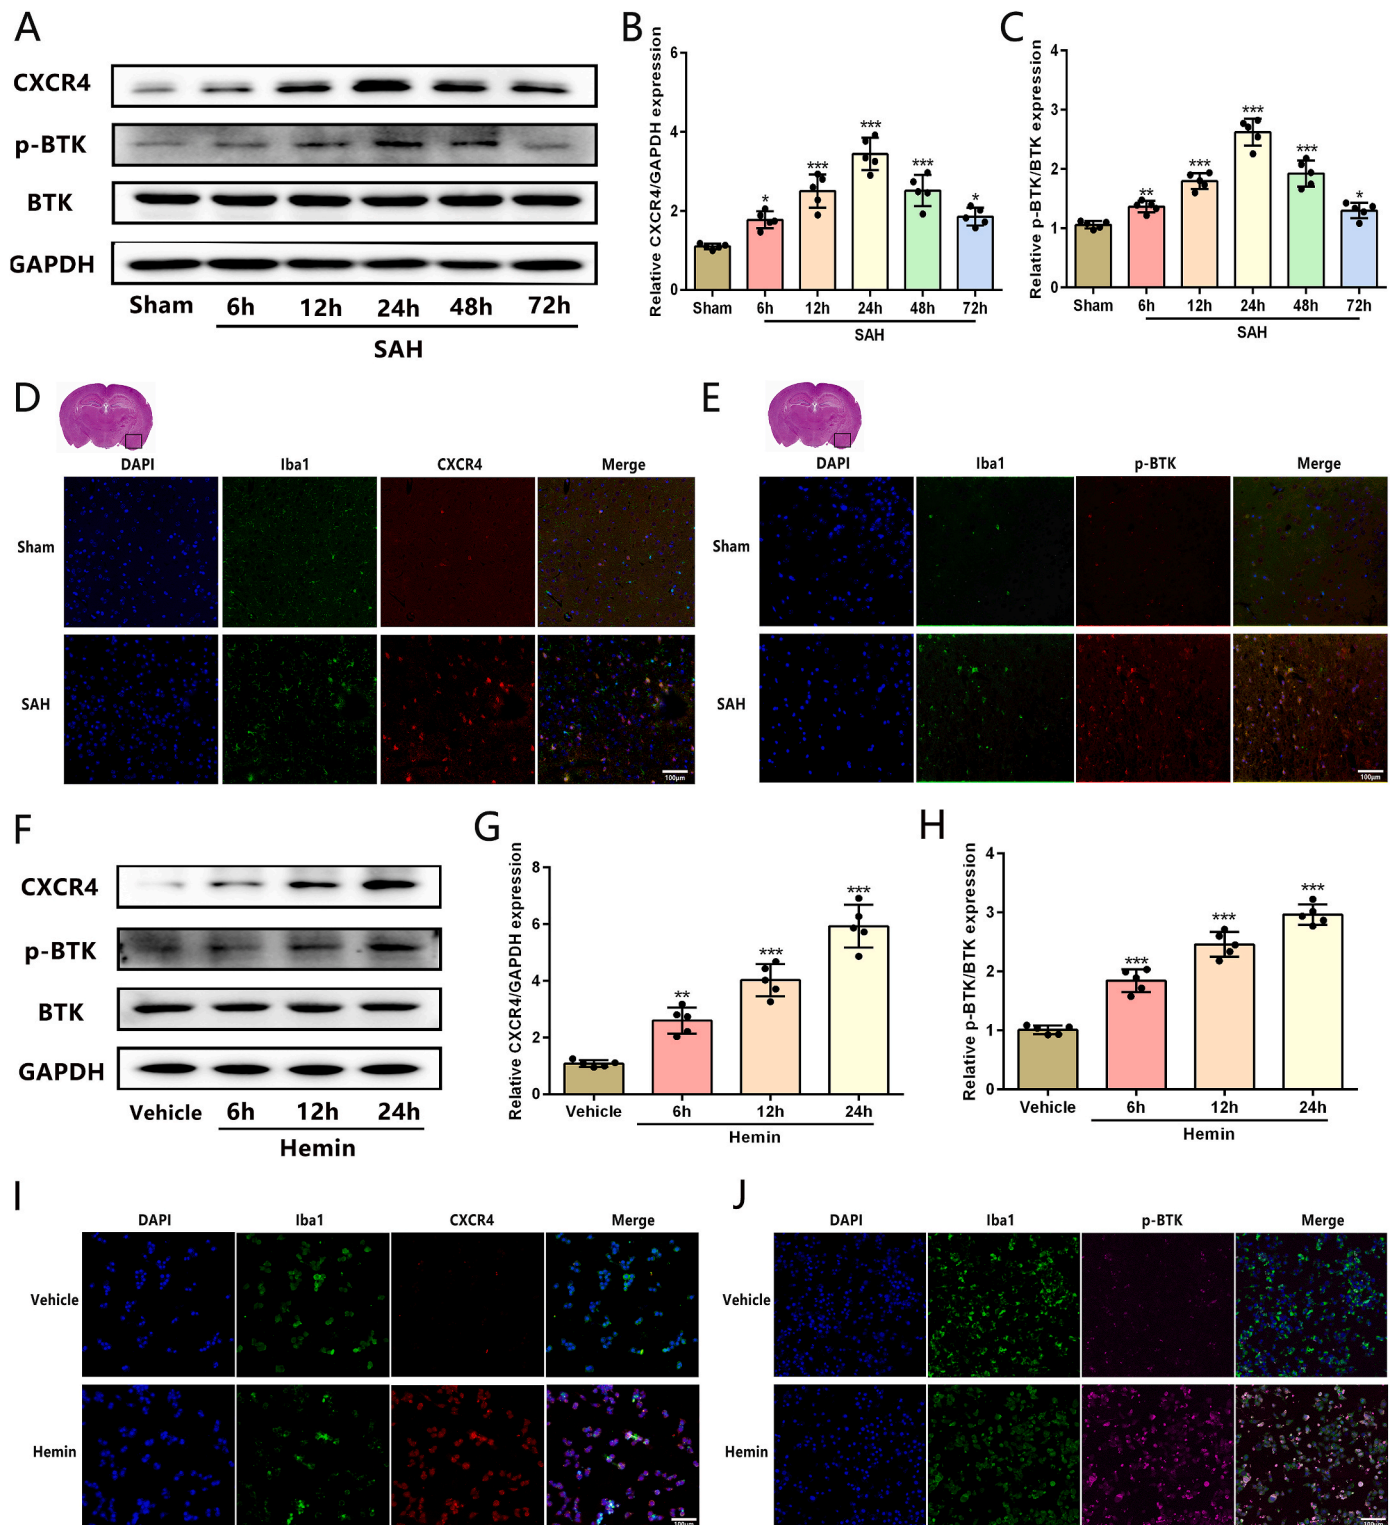 A
CXCR4
p-BTK
BTK
GAPDH
Sham 6h 12h 24h 48h 72h
SAH
B
Relative CXCR4/GAPDH expression
6
4
2
0
* *** *** *** *
Sham 6h 12h 24h 48h 72h
SAH
C
Relative p-BTK/BTK expression
4
3
2
1
0
** *** *** *** *
Sham 6h 12h 24h 48h 72h
SAH
D
DAPI Iba1 CXCR4 Merge
Sham
SAH
100μm
E
DAPI Iba1 p-BTK Merge
Sham
SAH
100μm
F
CXCR4
p-BTK
BTK
GAPDH
Vehicle 6h 12h 24h
Hemin
G
Relative CXCR4/GAPDH expression
8
6
4
2
0
** *** ***
Vehicle 6h 12h 24h
Hemin
H
Relative p-BTK/BTK expression
4
3
2
1
0
*** *** ***
Vehicle 6h 12h 24h
Hemin
I
DAPI Iba1 CXCR4 Merge
Vehicle
Hemin
100μm
J
DAPI Iba1 p-BTK Merge
Vehicle
Hemin
100μm